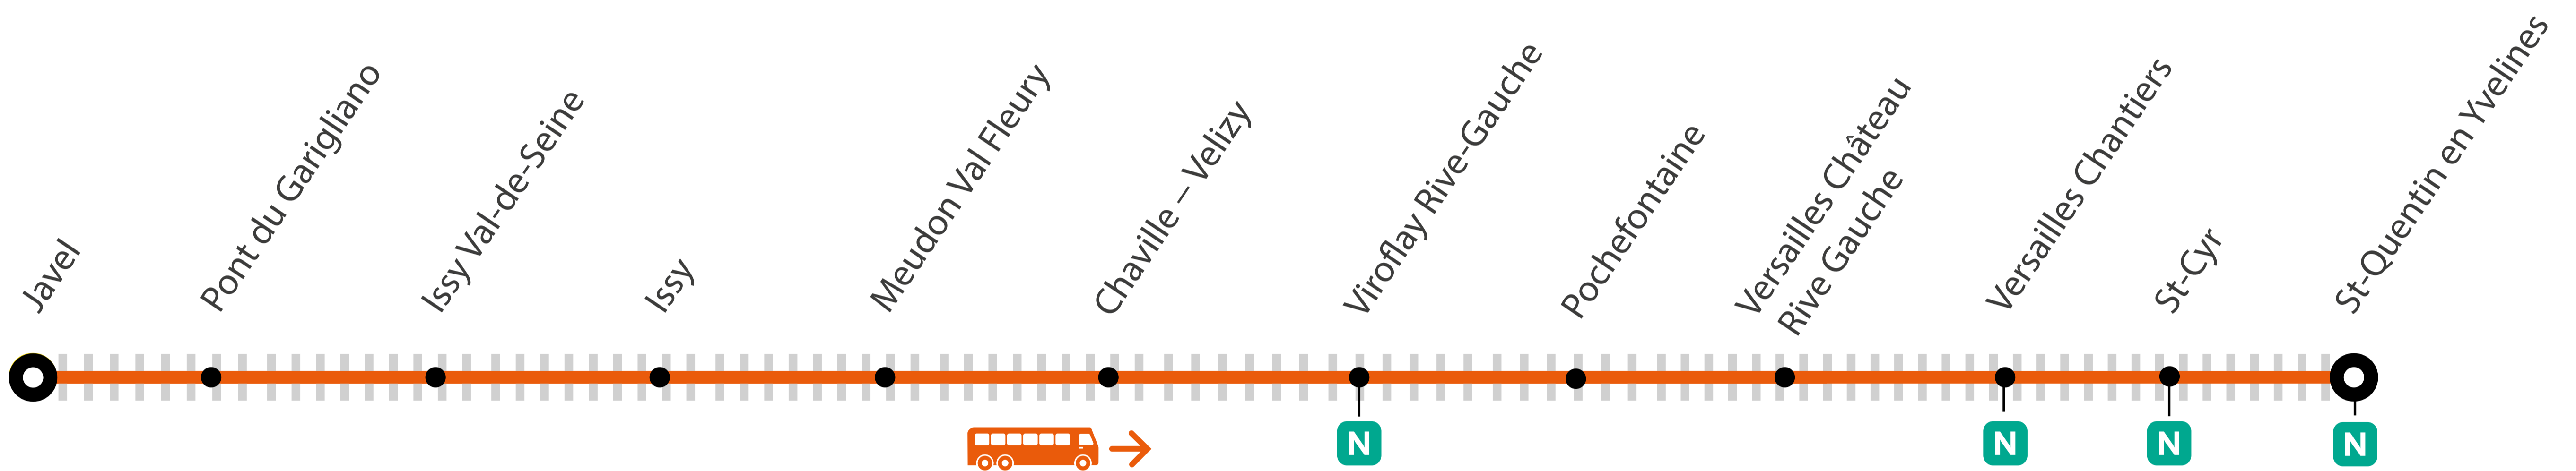 Javel
Pont du Garigliano
Issy Val-de-Seine
Issy
Meudon Val Fleury
Chaville – Velizy
Viroflay Rive-Gauche
Pochefontaine
Versailles Château
Rive Gauche
Versailles Chantiers
St-Cyr
St-Quentin en Yvelines
N
N
N
N